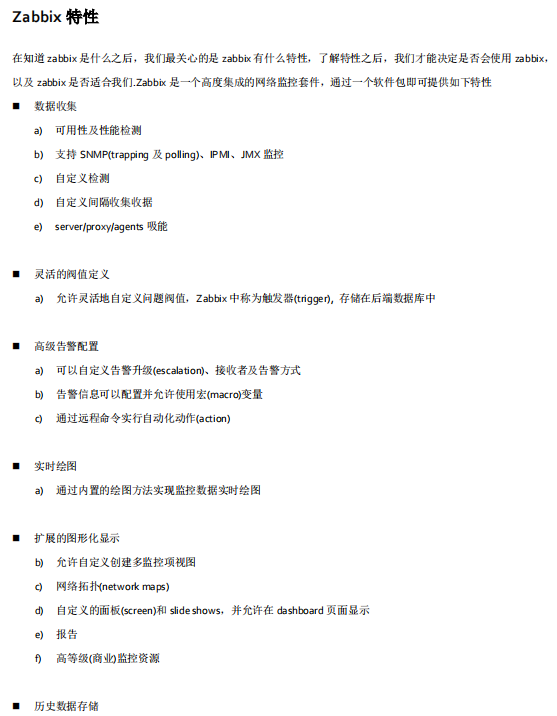 Zabbix 特性
在知道 zabbix 是什么之后，我们最关心的是 zabbix 有什么特性，了解特性之后，我们才能决定是否会使用 zabbix，
以及 zabbix 是否适合我们.Zabbix 是一个高度集成的网络监控套件，通过一个软件包即可提供如下特性
■ 数据收集
a) 可用性及性能检测
b) 支持 SNMP(trapping 及 polling)、IPMI、JMX 监控
c) 自定义检测
d) 自定义间隔收集收据
e) server/proxy/agents 吸能
■ 灵活的阀值定义
a) 允许灵活地自定义问题阀值，Zabbix 中称为触发器(trigger), 存储在后端数据库中
■ 高级告警配置
a) 可以自定义告警升级(escalation)、接收者及告警方式
b) 告警信息可以配置并允许使用宏(macro)变量
c) 通过远程命令实行自动化动作(action)
■ 实时绘图
a) 通过内置的绘图方法实现监控数据实时绘图
■ 扩展的图形化显示
b) 允许自定义创建多监控项视图
c) 网络拓扑(network maps)
d) 自定义的面板(screen)和 slide shows，并允许在 dashboard 页面显示
e) 报告
f) 高等级(商业)监控资源
■ 历史数据存储